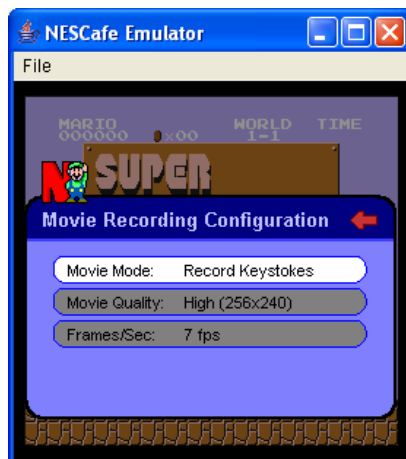 NESCafe Emulator
File
MARIO WORLD TIME
000000 ×00 1-1
SUPER
N
Movie Recording Configuration
Movie Mode: Record Keystokes
Movie Quality: High (256x240)
Frames/Sec: 7 fps